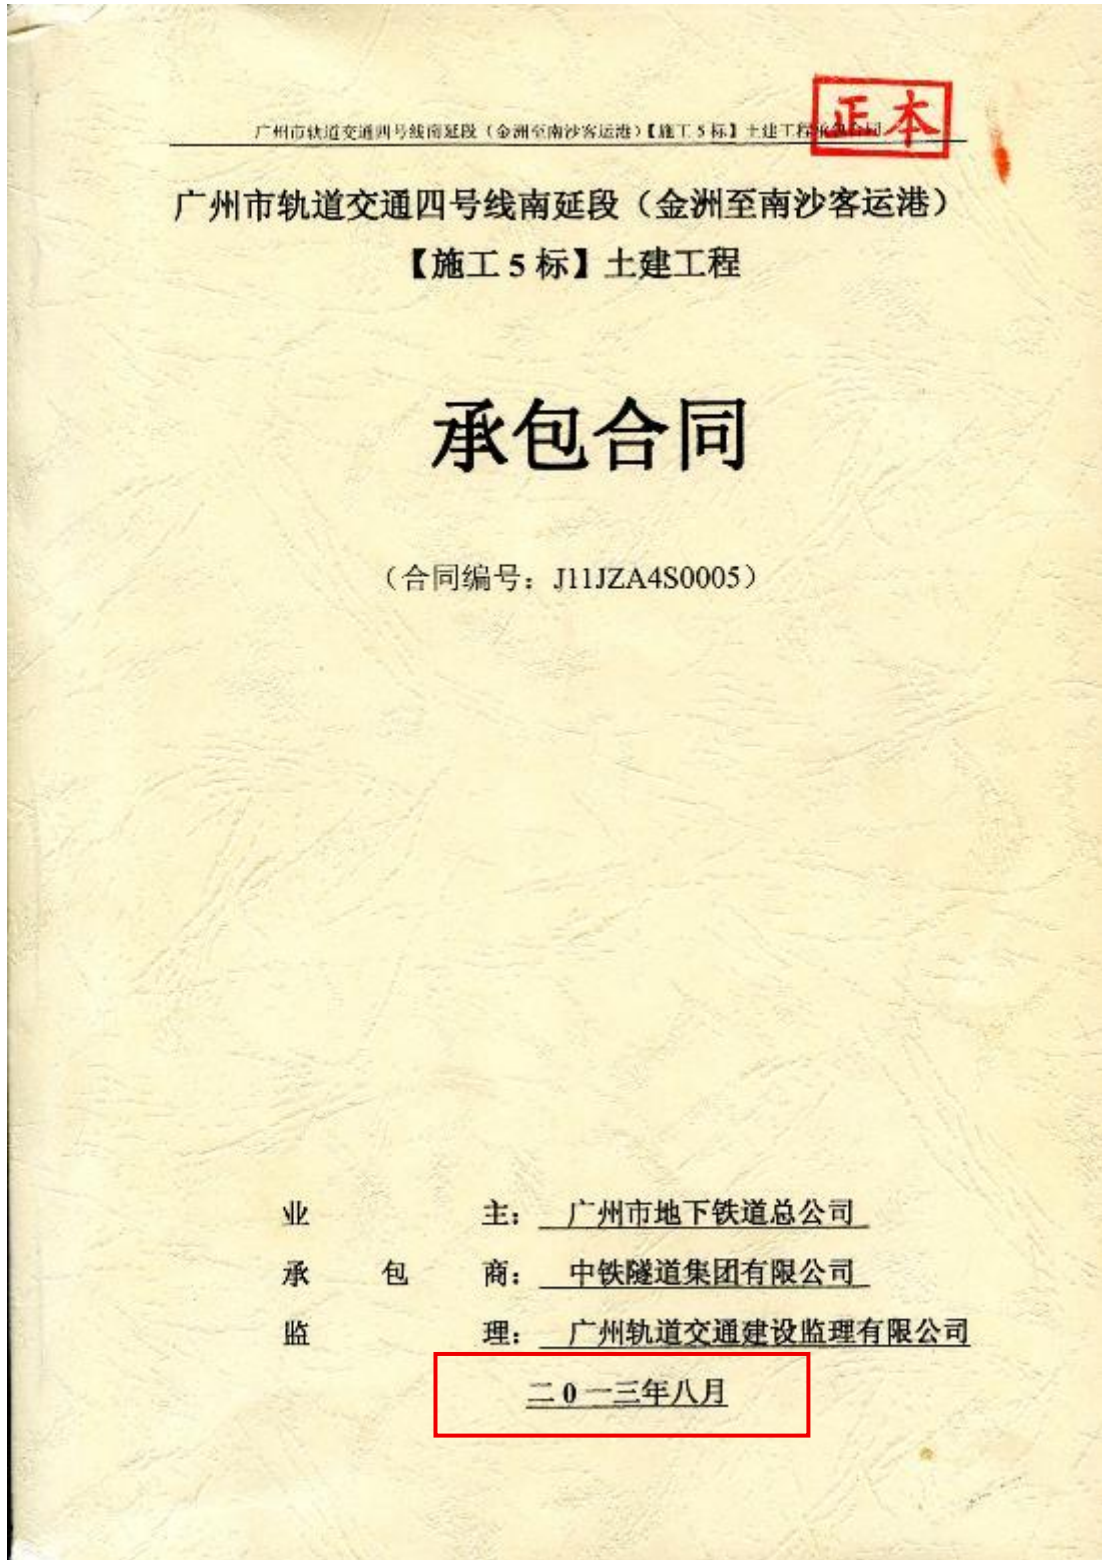 正本
广州市轨道交通四号线南延段（金洲至南沙客运港）【施工5标】土建工程承包合同
广州市轨道交通四号线南延段（金洲至南沙客运港）
【施工 5 标】土建工程
承包合同
（合同编号：J11JZA4S0005）
业主：广州市地下铁道总公司
承包商：中铁隧道集团有限公司
监理：广州轨道交通建设监理有限公司
二0一三年八月